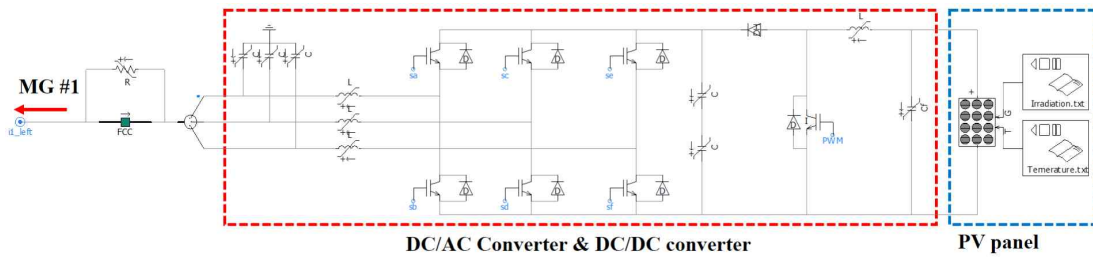 MG #1
i1_left
R
FCC
C
C
C
L
L
L
sa
sc
se
D
D
D
sb
sd
sf
D
D
D
C
C
D
PWM
L
C
+
G
T
Irradiation.txt
Temerature.txt
DC/AC Converter & DC/DC converter
PV panel